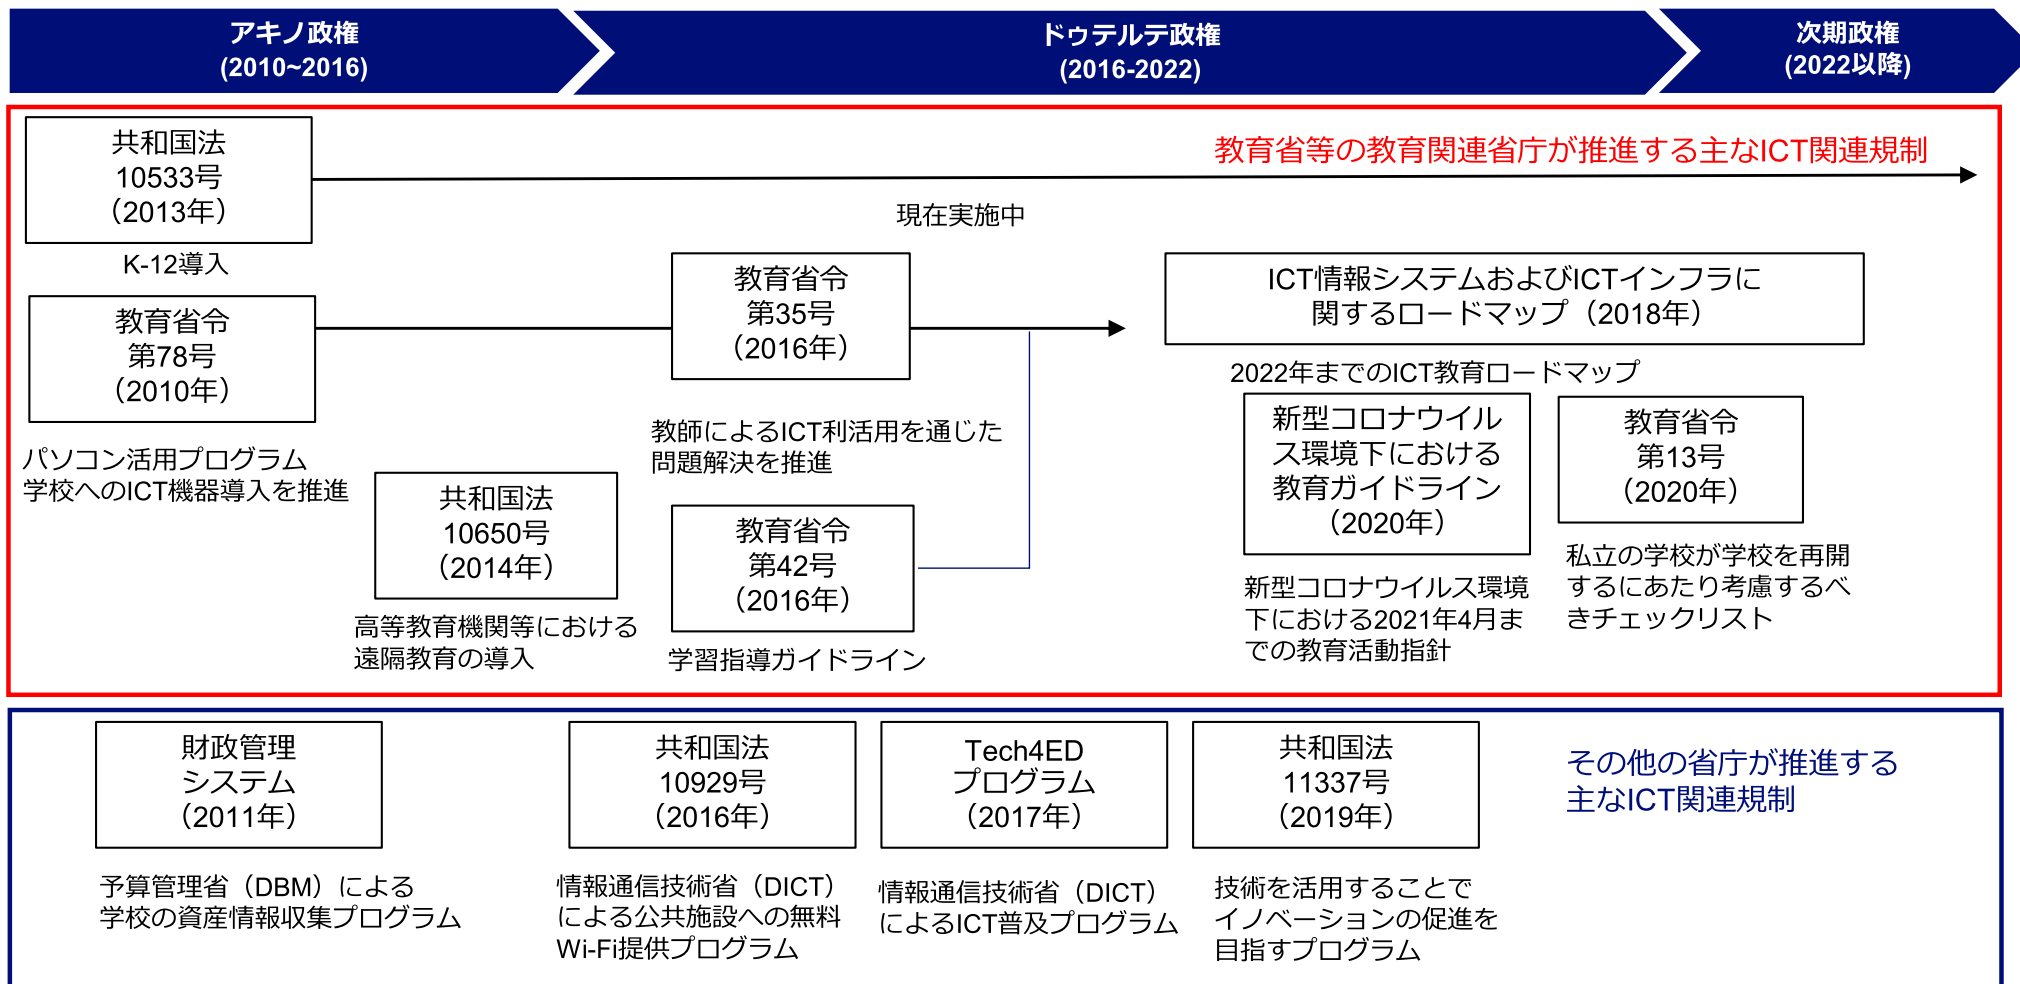 アキノ政権
(2010~2016)
ドゥテルテ政権
(2016-2022)
次期政権
(2022以降)
教育省等の教育関連省庁が推進する主なICT関連規制
共和国法
10533号
（2013年）
現在実施中
K-12導入
教育省令
第78号
（2010年）
パソコン活用プログラム
学校へのICT機器導入を推進
共和国法
10650号
（2014年）
高等教育機関等における
遠隔教育の導入
教育省令
第35号
（2016年）
教師によるICT利活用を通じた
問題解決を推進
教育省令
第42号
（2016年）
学習指導ガイドライン
ICT情報システムおよびICTインフラに
関するロードマップ（2018年）
2022年までのICT教育ロードマップ
新型コロナウイル
ス環境下における
教育ガイドライン
（2020年）
新型コロナウイルス環境
下における2021年4月ま
での教育活動指針
教育省令
第13号
（2020年）
私立の学校が学校を再開
するにあたり考慮するべ
きチェックリスト
財政管理
システム
（2011年）
予算管理省（DBM）による
学校の資産情報収集プログラム
共和国法
10929号
（2016年）
情報通信技術省（DICT）
による公共施設への無料
Wi-Fi提供プログラム
Tech4ED
プログラム
（2017年）
情報通信技術省（DICT）
によるICT普及プログラム
共和国法
11337号
（2019年）
技術を活用することで
イノベーションの促進を
目指すプログラム
その他の省庁が推進する
主なICT関連規制